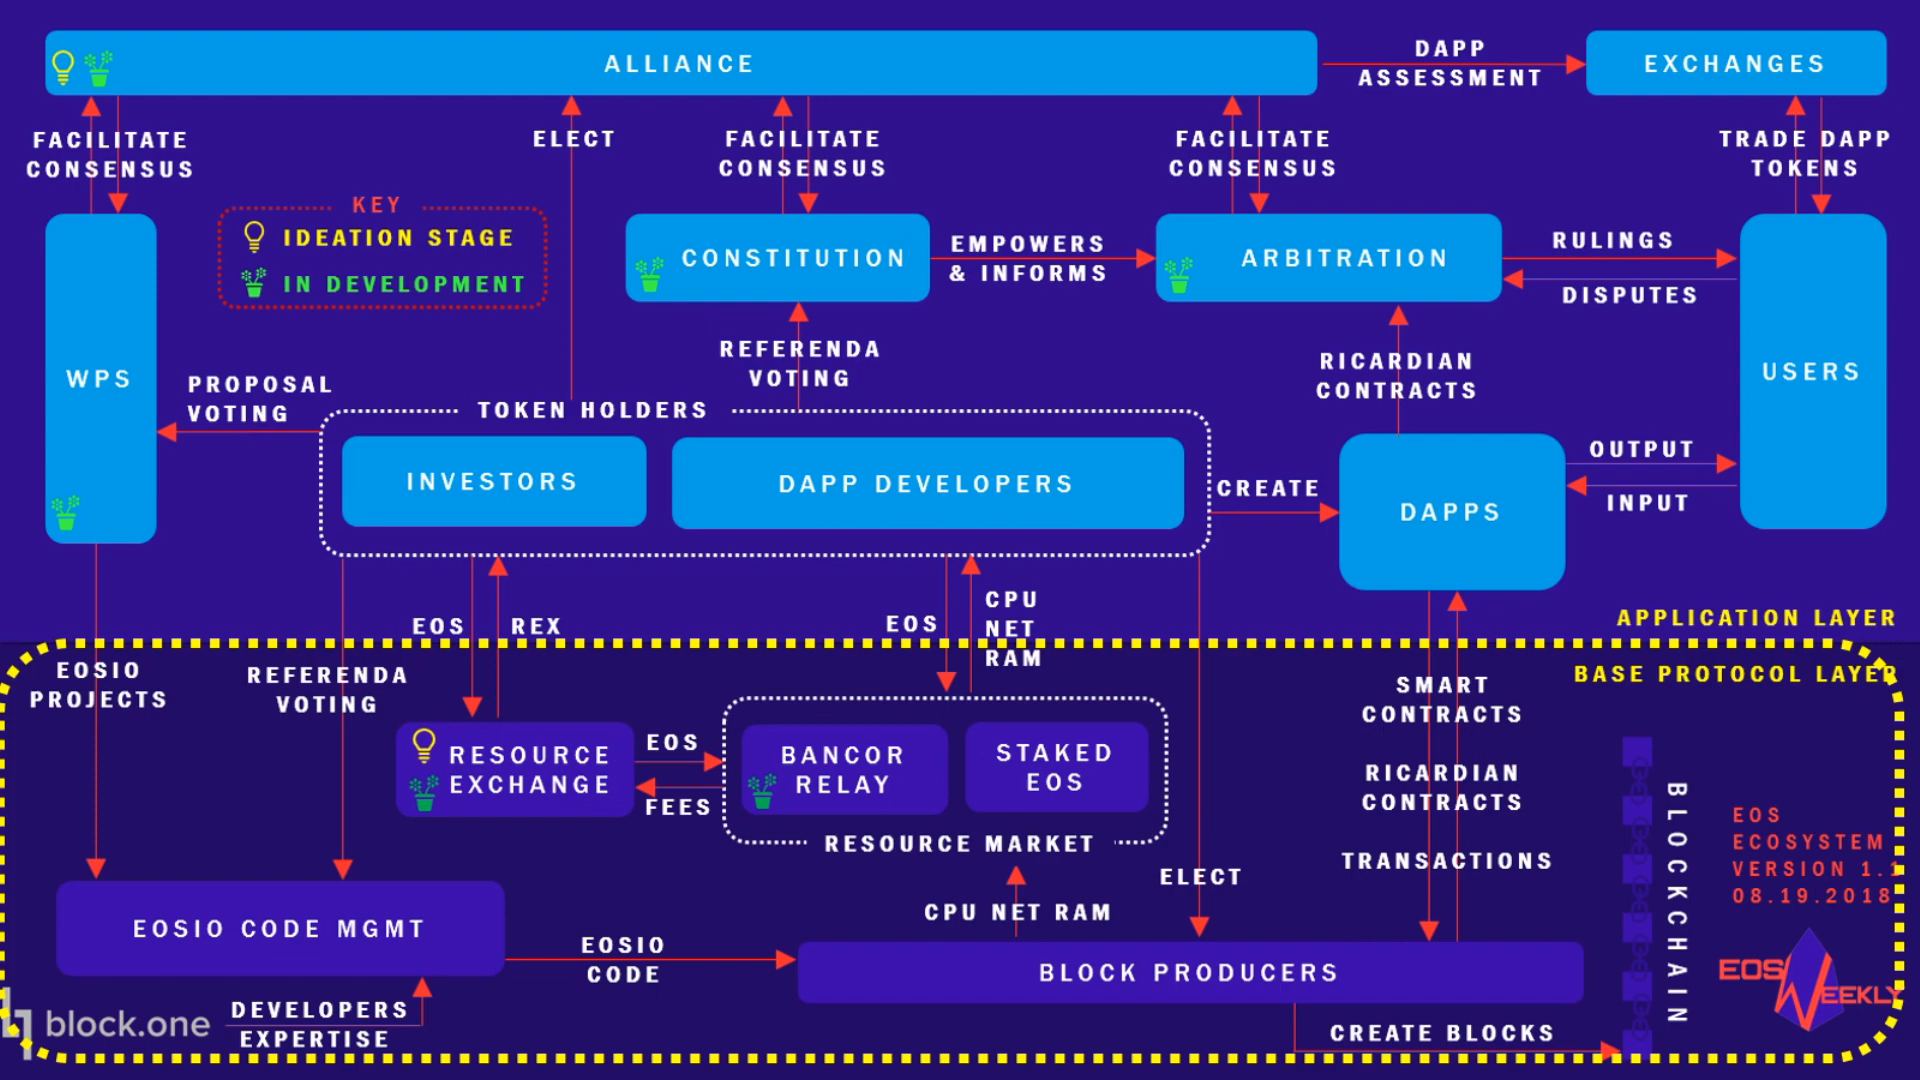 ALLIANCE
DAPP
ASSESSMENT
EXCHANGES
FACILITATE
CONSENSUS
ELECT
FACILITATE
CONSENSUS
FACILITATE
CONSENSUS
TRADE DAPP
TOKENS
KEY
IDEATION STAGE
IN DEVELOPMENT
CONSTITUTION
EMPOWERS
& INFORMS
ARBITRATION
RULINGS
DISPUTES
WPS
PROPOSAL
VOTING
REFERENDA
VOTING
RICARDIAN
CONTRACTS
USERS
TOKEN HOLDERS
INVESTORS
DAPP DEVELOPERS
CREATE
DAPPS
OUTPUT
INPUT
EOS
REX
EOS
CPU
NET
RAM
APPLICATION LAYER
BASE PROTOCOL LAYER
EOSIO
PROJECTS
REFERENDA
VOTING
SMART
CONTRACTS
RESOURCE
EXCHANGE
EOS
FEES
BANCOR
RELAY
STAKED
EOS
RESOURCE MARKET
RICARDIAN
CONTRACTS
TRANSACTIONS
BLOCKCHAIN
EOS
ECOSYSTEM
VERSION 1.1
08.19.2018
ELECT
CPU NET RAM
EOSIO CODE MGMT
EOSIO
CODE
BLOCK PRODUCERS
EOS WEEKLY
block.one
DEVELOPERS
EXPERTISE
CREATE BLOCKS